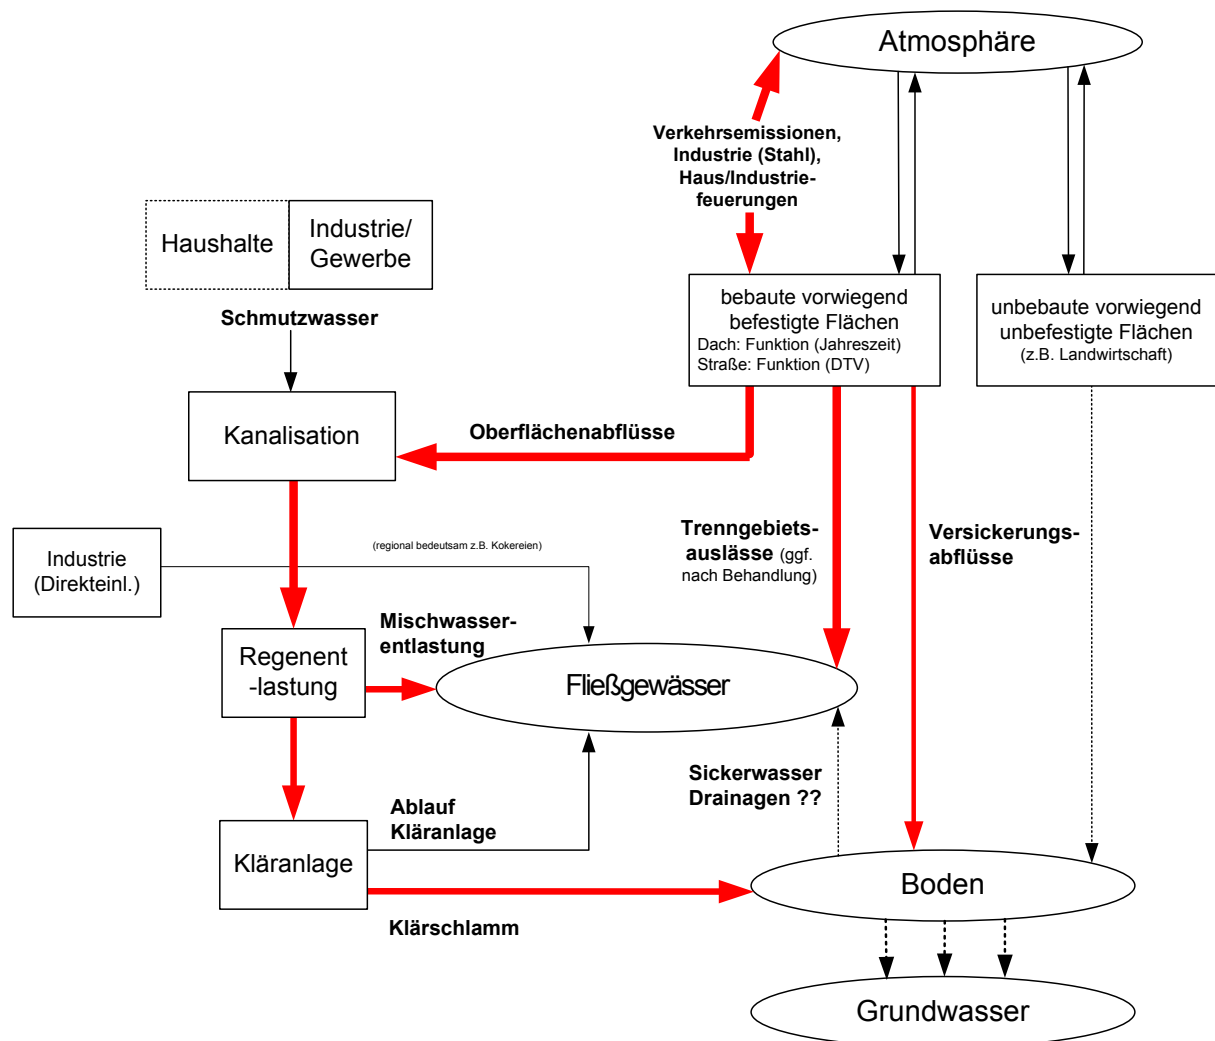 Atmosphäre
Verkehrsemissionen,
Industrie (Stahl),
Haus/Industrie-
feuerungen
Haushalte
Industrie/
Gewerbe
Schmutzwasser
bebaute vorwiegend
befestigte Flächen
Dach: Funktion (Jahreszeit)
Straße: Funktion (DTV)
unbebaute vorwiegend
unbefestigte Flächen
(z.B. Landwirtschaft)
Kanalisation
Oberflächenabflüsse
Industrie
(Direkteinl.)
(regional bedeutsam z.B. Kokereien)
Trenngebiets-
auslässe (ggf.
nach Behandlung)
Versickerungs-
abflüsse
Mischwasser-
entlastung
Regenent
-lastung
Fließgewässer
Sickerwasser
Drainagen ??
Ablauf
Kläranlage
Kläranlage
Boden
Klärschlamm
Grundwasser